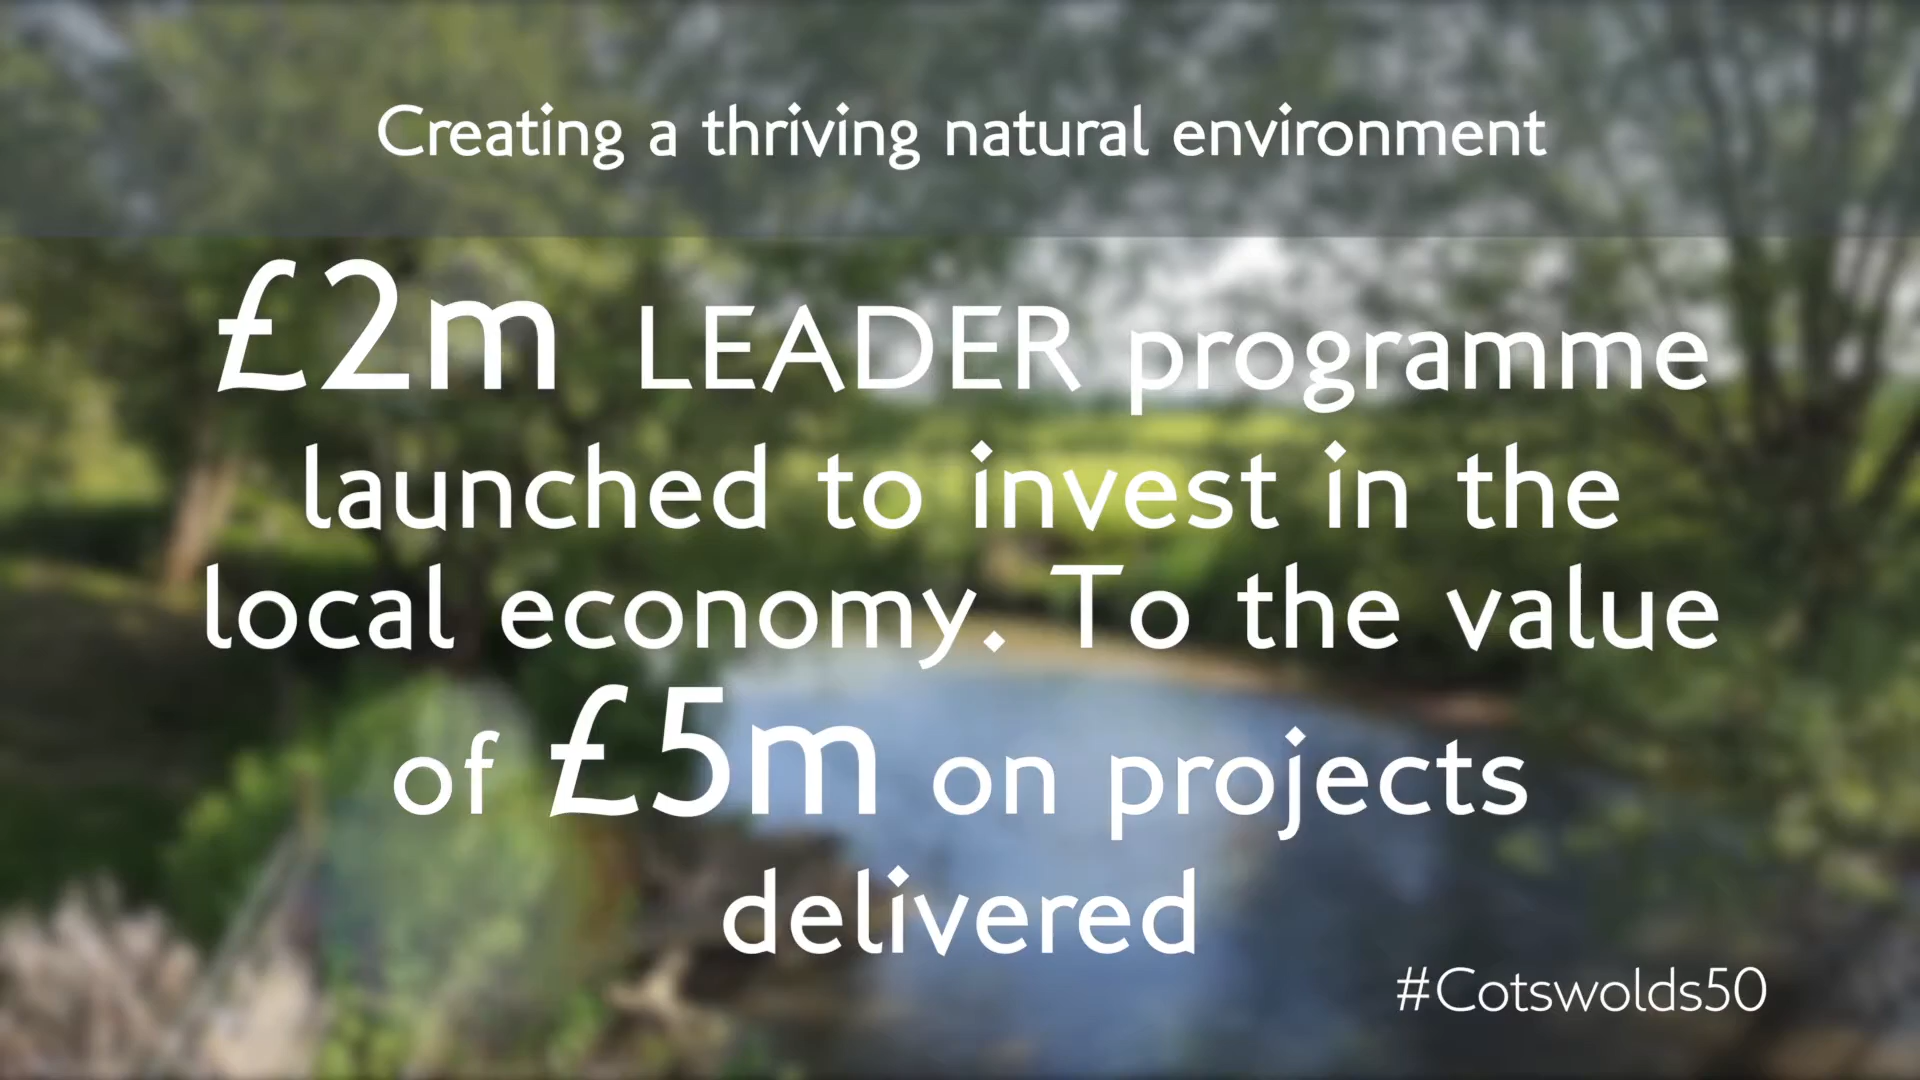 Creating a thriving natural environment
£2m LEADER programme
launched to invest in the
local economy. To the value
of £5m on projects
delivered
#Cotswolds50